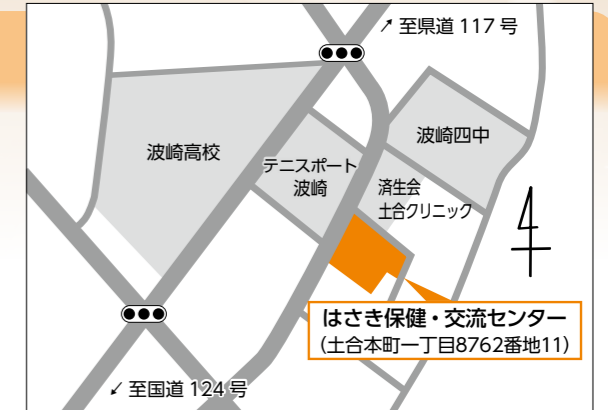 ↗ 至県道 117 号
波崎四中
波崎高校
テニスポート
波崎
済生会
土合クリニック
はさき保健・交流センター
(土合本町一丁目8762番地11)
↙ 至国道 124 号